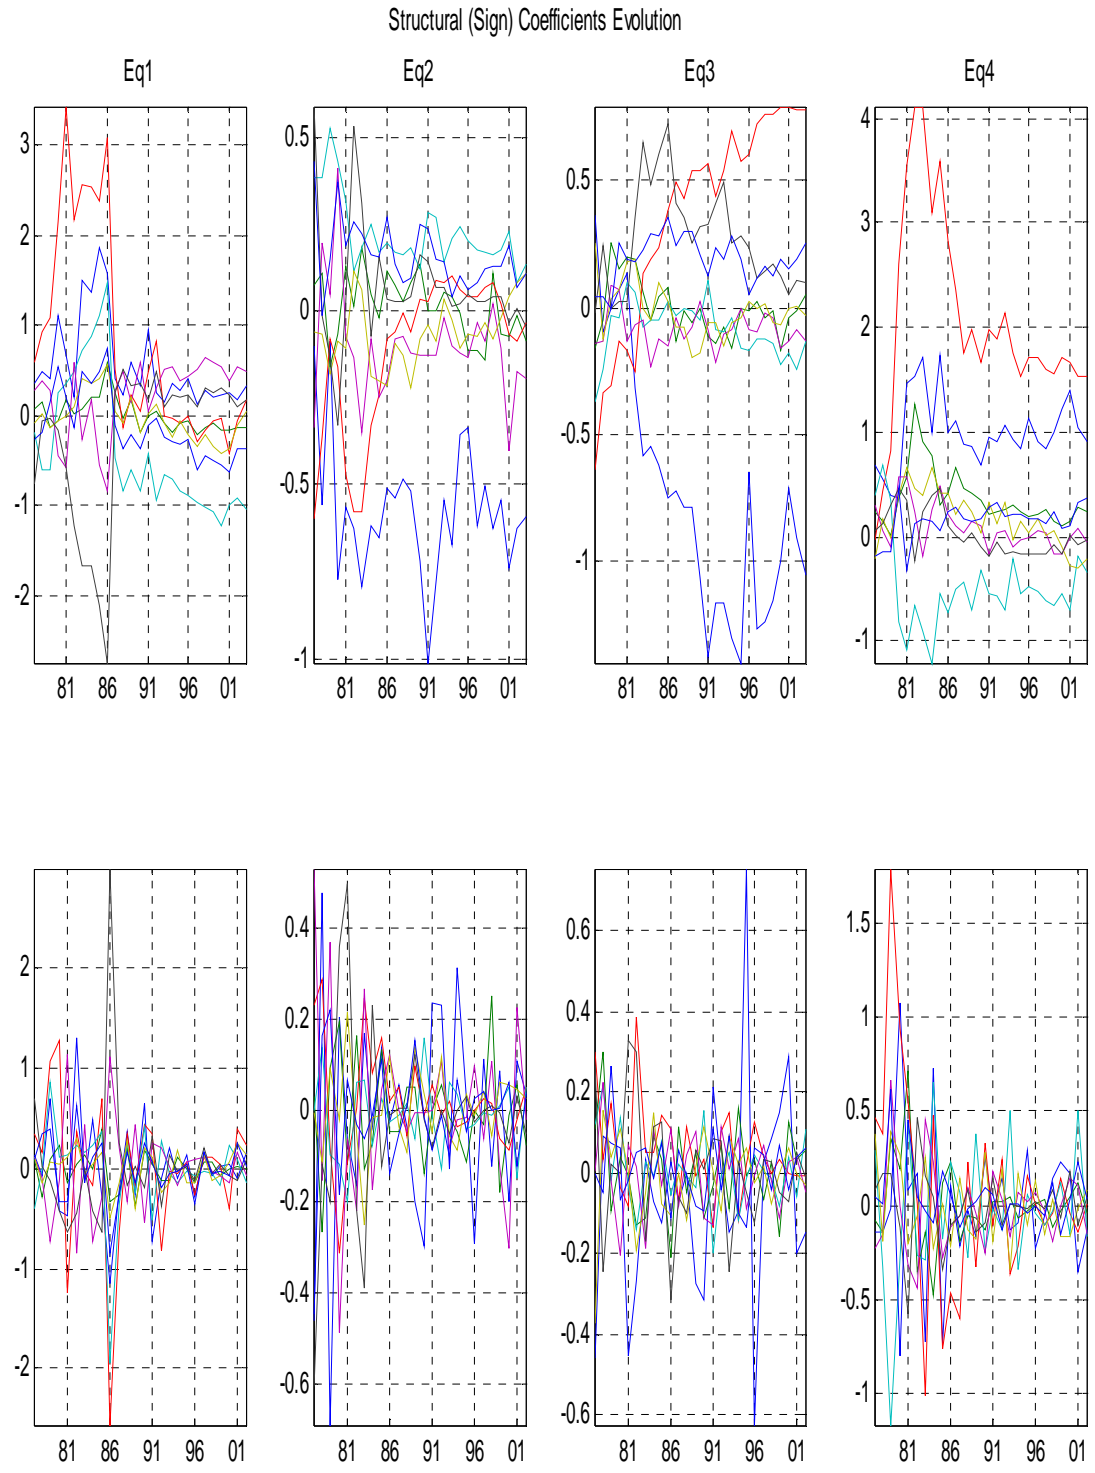 Structural (Sign) Coefficients Evolution
Eq1 Eq2 Eq3 Eq4
3 0.5 0.5 4
2 0 0 3
1 -0.5 -0.5 2
0 -1 -1 1
-1 0
-2 -1
81 86 91 96 01 81 86 91 96 01 81 86 91 96 01 81 86 91 96 01
2 0.4 0.6 1.5
1 0.2 0.4 1
0 0 0.2 0.5
-1 -0.2 0 0
-2 -0.4 -0.2 -0.5
-0.6 -0.4 -1
-0.6
81 86 91 96 01 81 86 91 96 01 81 86 91 96 01 81 86 91 96 01